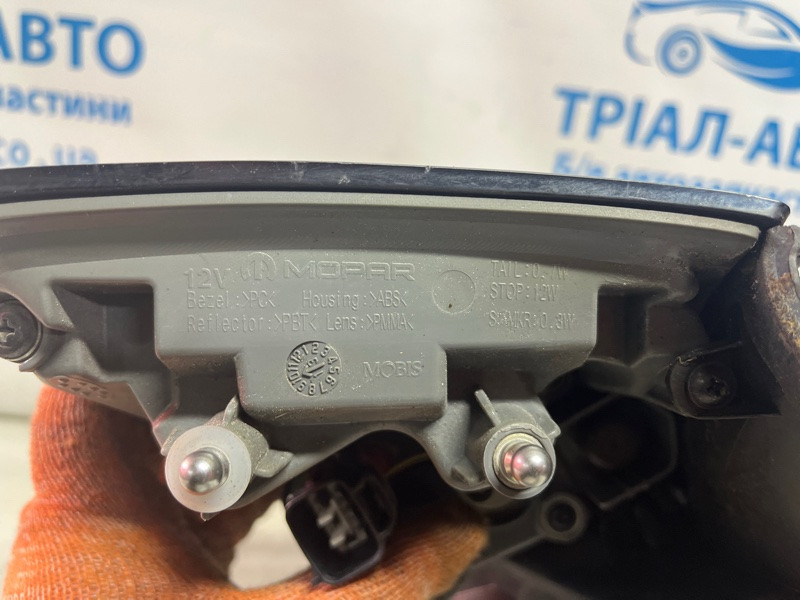 АВТО
частини
co.ua
ТРІАЛ-АВ
б/в автозапчаст
12V MOPAR
Bezel:>PC< Housing:>ABS<
Reflector:>PBT< Lens:>PMMA<
STOP:12W
MOBIS